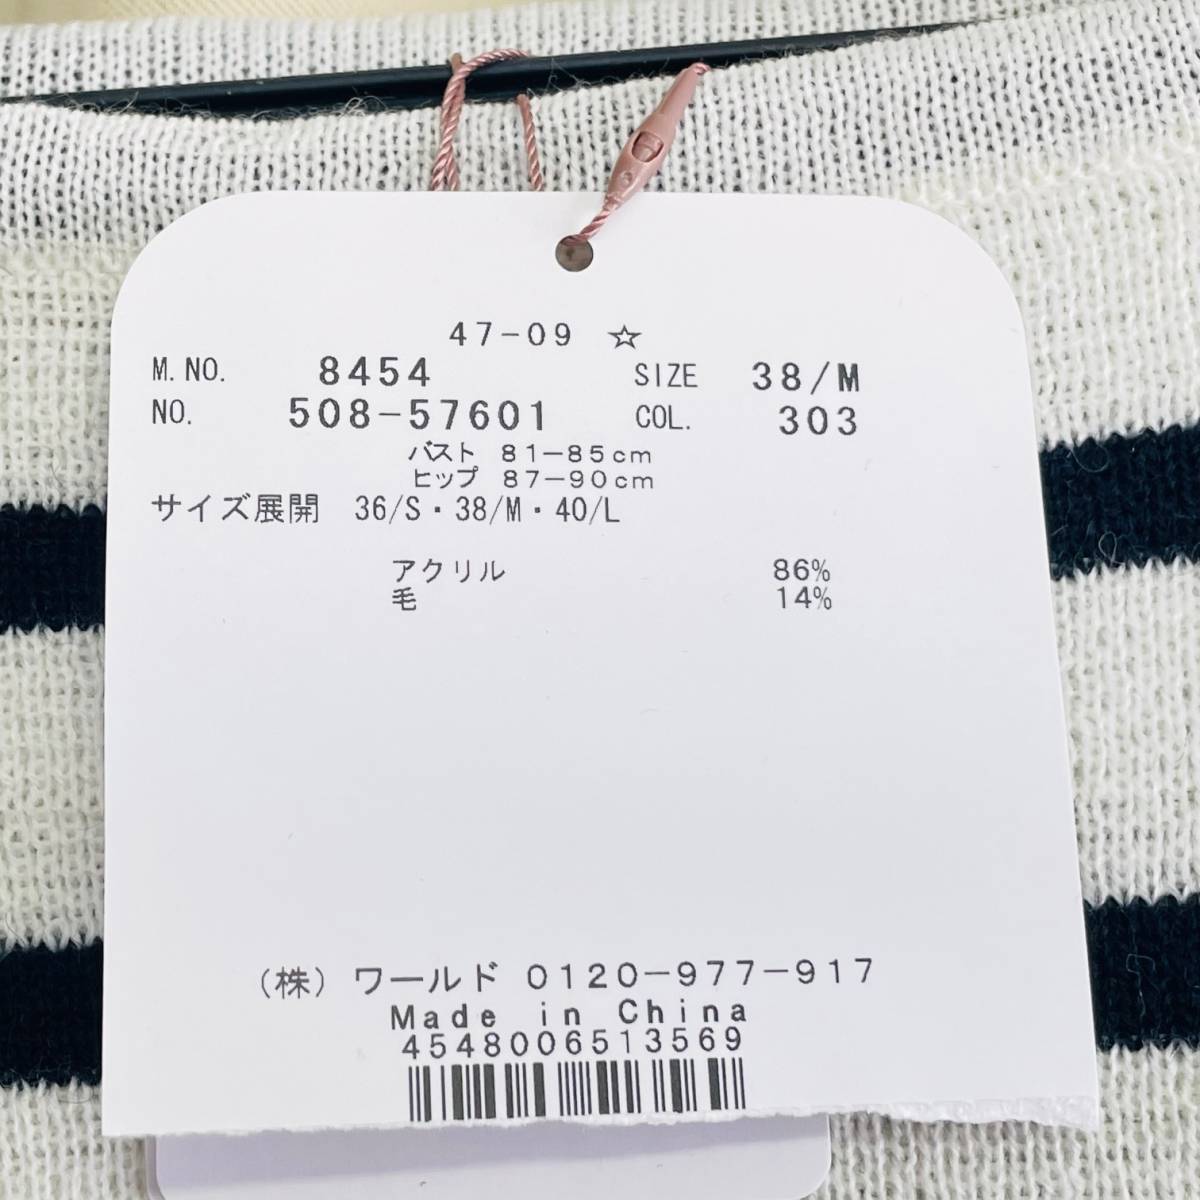 47-09 ☆
M.NO. 8454 SIZE 38/M
NO. 508-57601 COL. 303
バスト 81-85cm
ヒップ 87-90cm
サイズ展開 36/S・38/M・40/L
アクリル 86%
毛 14%
(株)ワールド 0120-977-917
Made in China
4548006513569